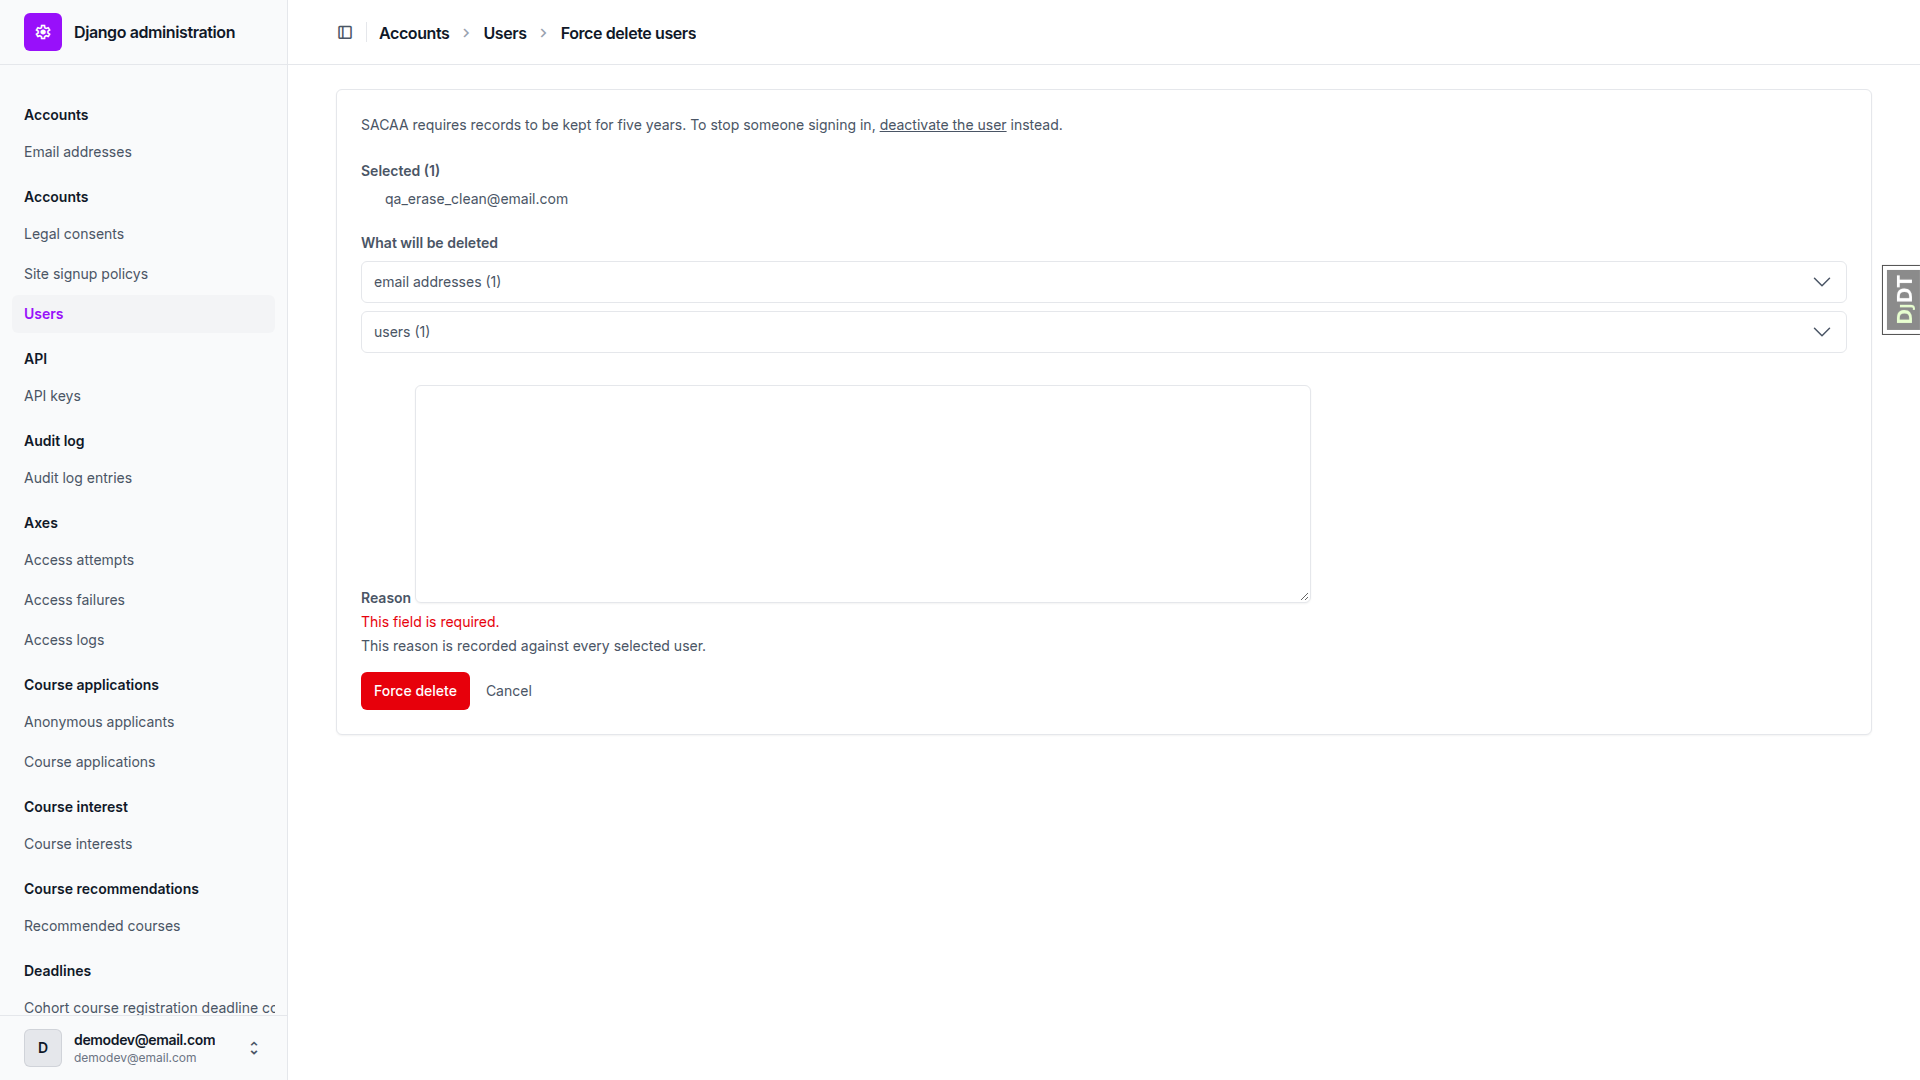 Django administration
Accounts
Users
Force delete users
Accounts
Email addresses
Accounts
Legal consents
Site signup policys
Users
API
API keys
Audit log
Audit log entries
Axes
Access attempts
Access failures
Access logs
Course applications
Anonymous applicants
Course applications
Course interest
Course interests
Course recommendations
Recommended courses
Deadlines
Cohort course registration deadline cc
D
demodev@email.com
demodev@email.com
SACAA requires records to be kept for five years. To stop someone signing in, deactivate the user instead.
Selected (1)
qa_erase_clean@email.com
What will be deleted
email addresses (1)
users (1)
Reason
This field is required.
This reason is recorded against every selected user.
Force delete
Cancel
DjDT